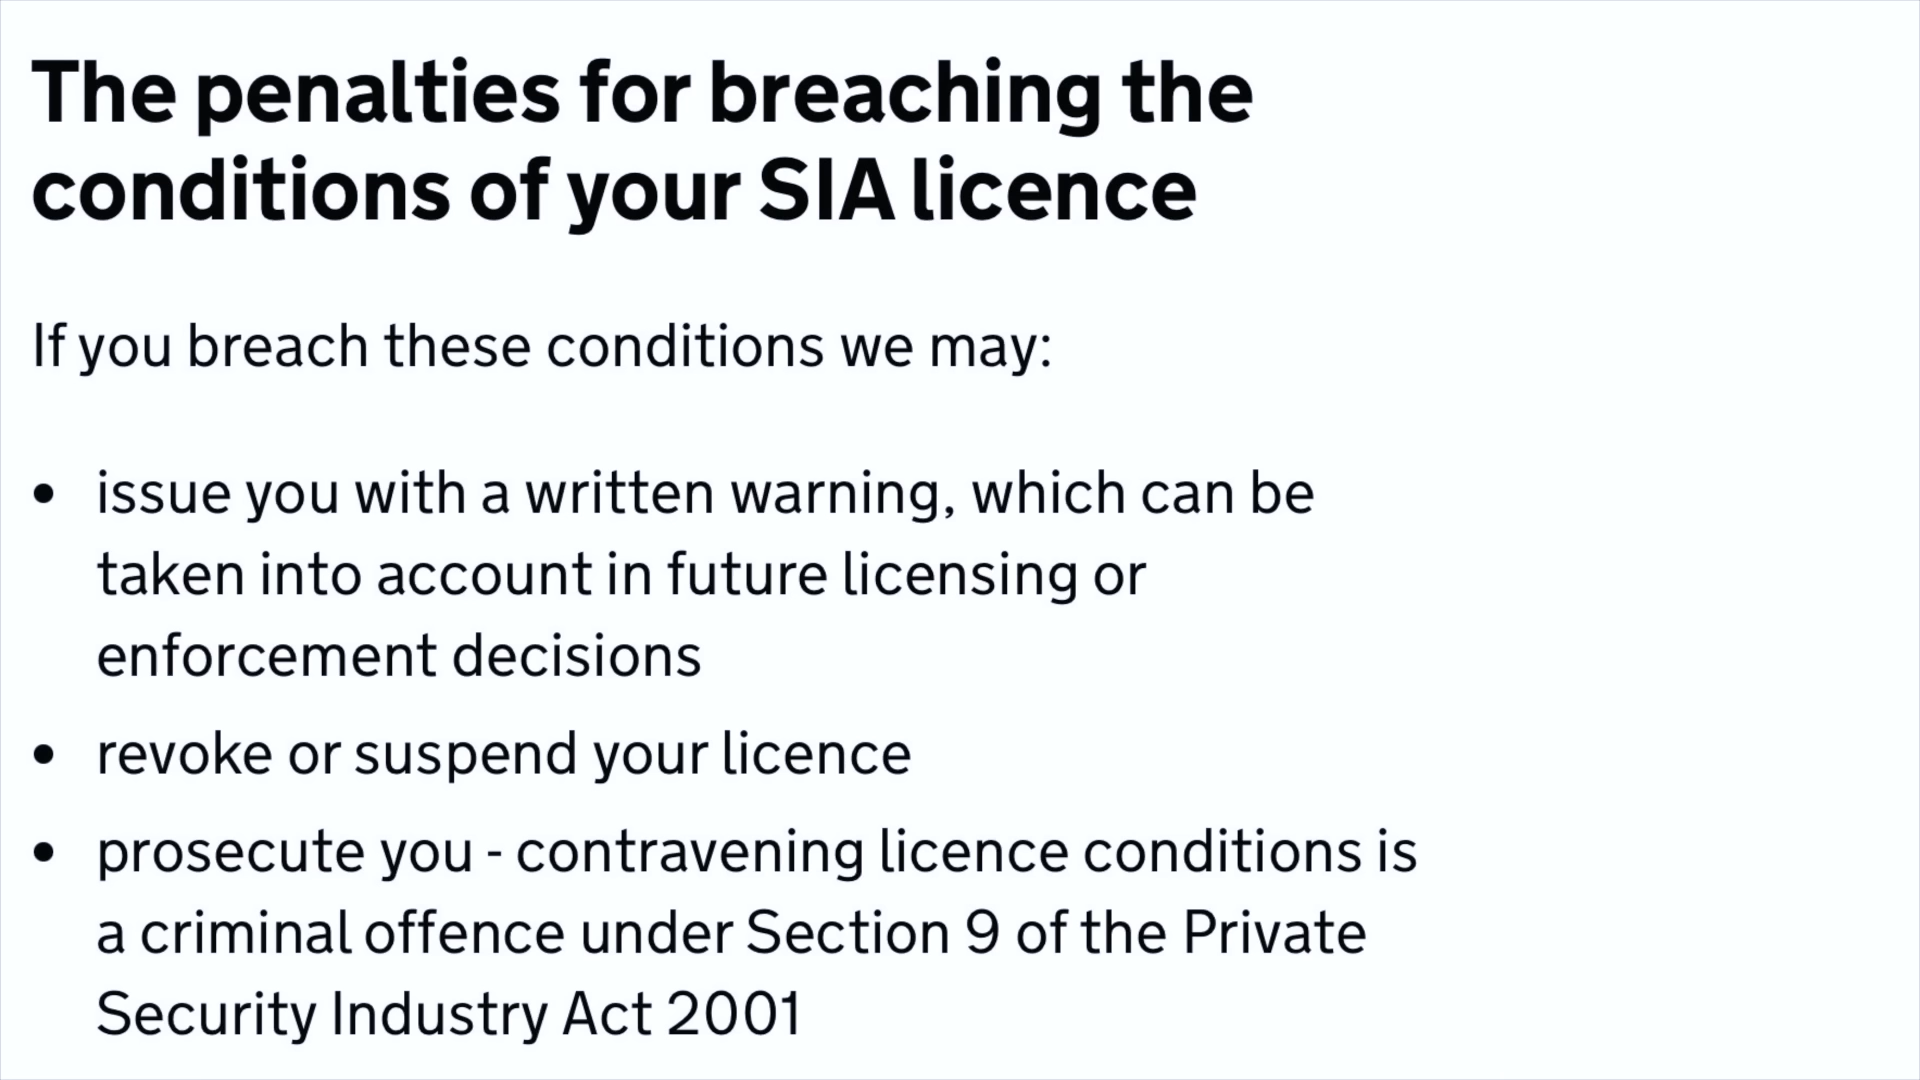 The penalties for breaching the
conditions of your SIA licence
If you breach these conditions we may:
• issue you with a written warning, which can be
taken into account in future licensing or
enforcement decisions
• revoke or suspend your licence
• prosecute you - contravening licence conditions is
a criminal offence under Section 9 of the Private
Security Industry Act 2001